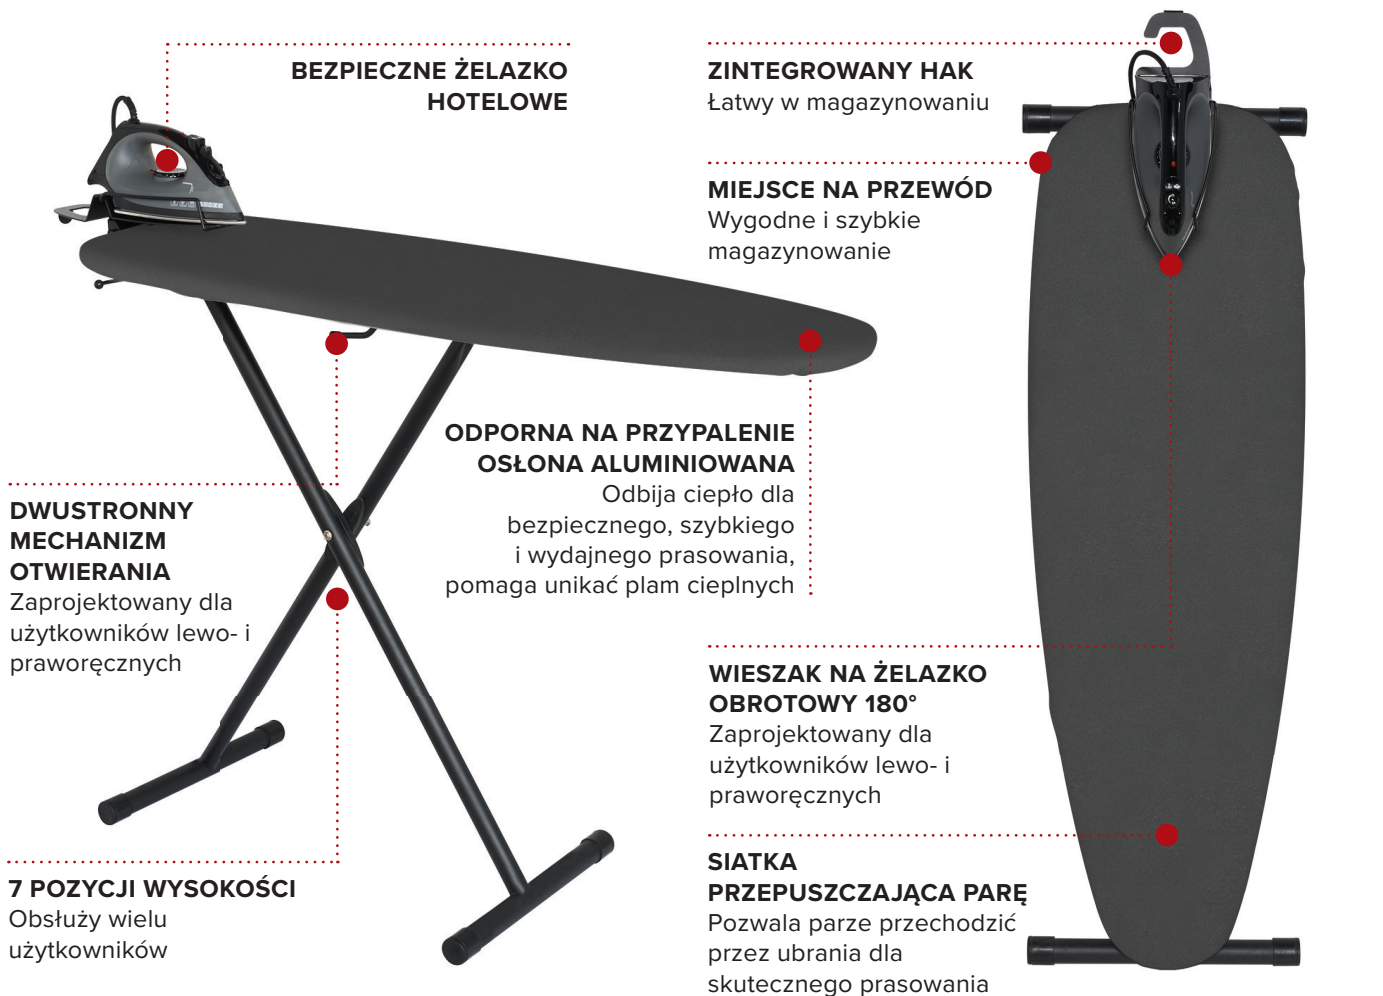 BEZPIECZNE ŻELAZKO
HOTELOWE
ZINTEGROWANY HAK
Łatwy w magazynowaniu
MIEJSCE NA PRZEWÓD
Wygodne i szybkie
magazynowanie
ODPORNA NA PRZYPALENIE
OSŁONA ALUMINIOWANA
Odbija ciepło dla
bezpiecznego, szybkiego
i wydajnego prasowania,
pomaga unikać plam cieplnych
DWUSTRONNY
MECHANIZM
OTWIERANIA
Zaprojektowany dla
użytkowników lewo- i
praworęcznych
WIESZAK NA ŻELAZKO
OBROTOWY 180°
Zaprojektowany dla
użytkowników lewo- i
praworęcznych
7 POZYCJI WYSOKOŚCI
Obsłuży wielu
użytkowników
SIATKA
PRZEPUSZCZAJĄCA PARĘ
Pozwala parze przechodzić
przez ubrania dla
skutecznego prasowania